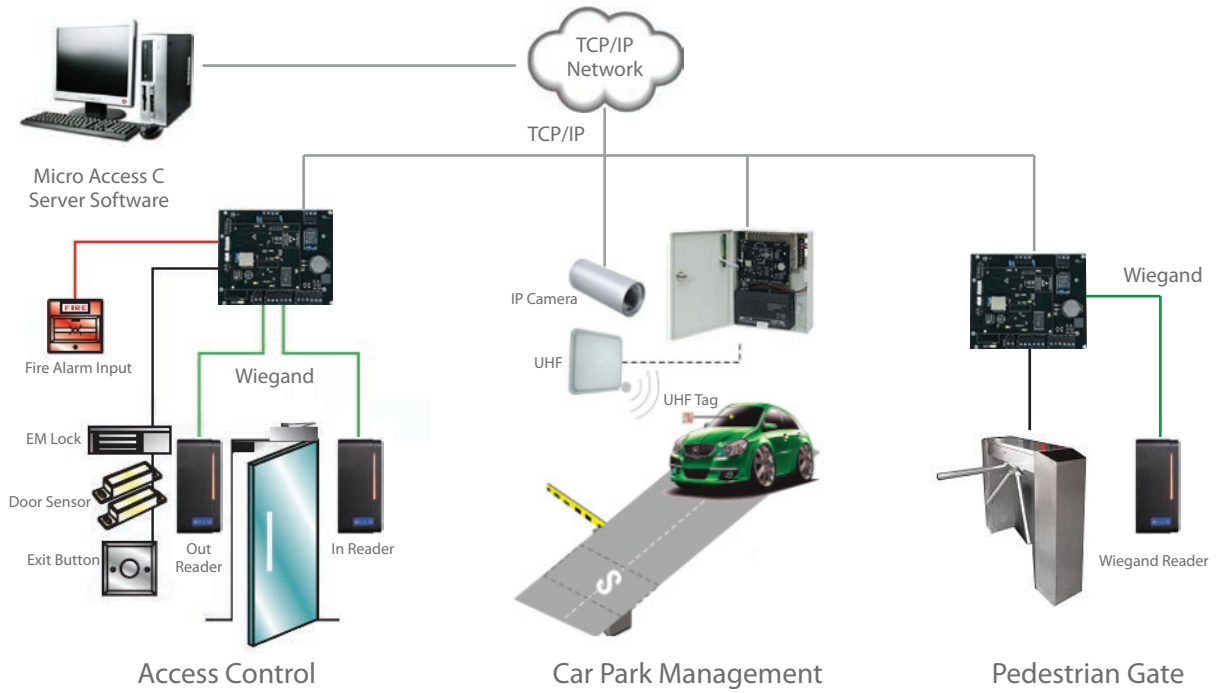 TCP/IP
Network
TCP/IP
Micro Access C
Server Software
FIRE
Fire Alarm Input
Wiegand
EM Lock
Door Sensor
Exit Button
Out
Reader
In Reader
Access Control
IP Camera
UHF
UHF Tag
S
Car Park Management
Wiegand
Wiegand Reader
Pedestrian Gate